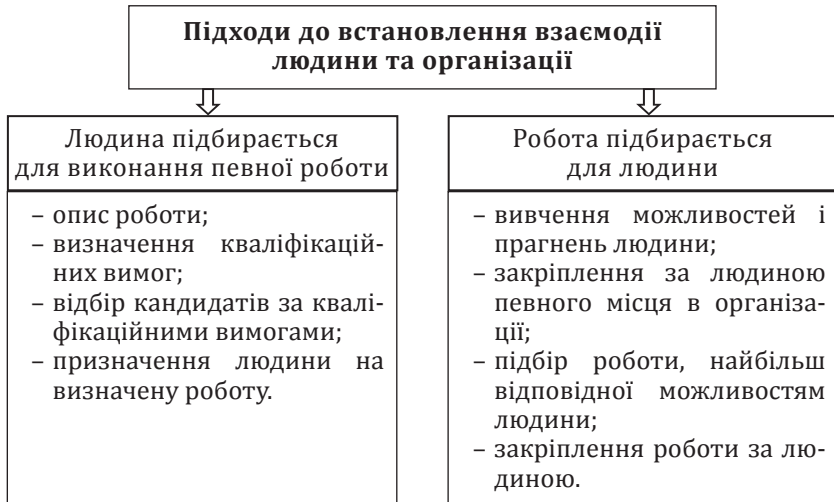 Підходи до встановлення взаємодії
людини та організації
Людина підбирається
для виконання певної роботи
– опис роботи;
– визначення кваліфікацій-
них вимог;
– відбір кандидатів за квалі-
фікаційними вимогами;
– призначення людини на
визначену роботу.
Робота підбирається
для людини
– вивчення можливостей і
прагнень людини;
– закріплення за людиною
певного місця в організа-
ції;
– підбір роботи, найбільш
відповідної можливостям
людини;
– закріплення роботи за лю-
диною.